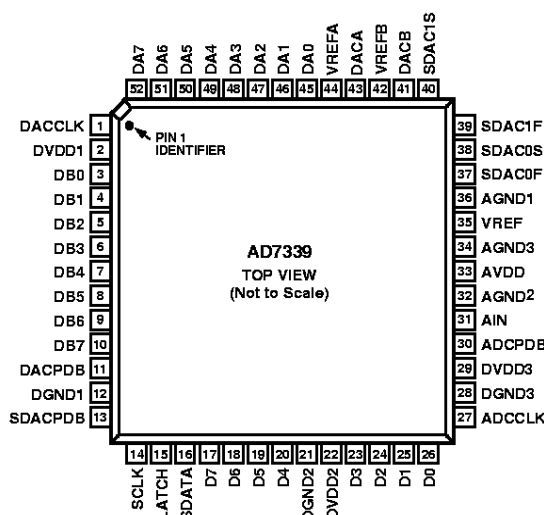 DA7 DA6 DA5 DA4 DA3 DA2 DA1 DA0 VREFA DACA VREFB DACB SDAC1S
52 51 50 49 48 47 46 45 44 43 42 41 40
DACCLK 1
DVDD1 2
DB0 3
DB1 4
DB2 5
DB3 6
DB4 7
DB5 8
DB6 9
DB7 10
DACPDB 11
DGND1 12
SDACPDB 13
PIN 1
IDENTIFIER
AD7339
TOP VIEW
(Not to Scale)
39 SDAC1F
38 SDAC0S
37 SDAC0F
36 AGND1
35 VREF
34 AGND3
33 AVDD
32 AGND2
31 AIN
30 ADCPDB
29 DVDD3
28 DGND3
27 ADCCLK
14 15 16 17 18 19 20 21 22 23 24 25 26
SCLK LATCH SDATA D7 D6 D5 D4 DGND2 DVDD2 D3 D2 D1 D0